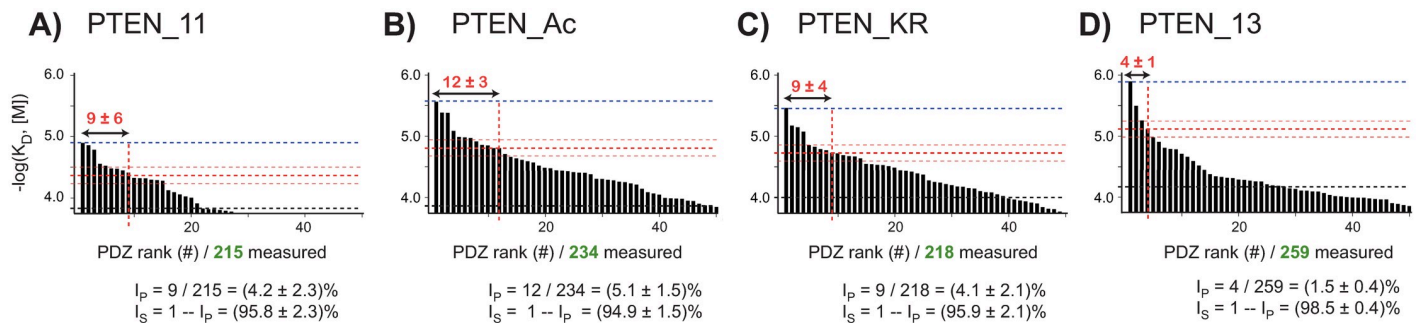 A) PTEN_11
6.0
5.0
4.0
-log(K_D, [M])
9 ± 6
20
40
PDZ rank (#) / 215 measured
I_P = 9 / 215 = (4.2 ± 2.3)%
I_S = 1 -- I_P = (95.8 ± 2.3)%
B) PTEN_Ac
6.0
5.0
4.0
12 ± 3
20
40
PDZ rank (#) / 234 measured
I_P = 12 / 234 = (5.1 ± 1.5)%
I_S = 1 -- I_P = (94.9 ± 1.5)%
C) PTEN_KR
6.0
5.0
4.0
9 ± 4
20
40
PDZ rank (#) / 218 measured
I_P = 9 / 218 = (4.1 ± 2.1)%
I_S = 1 -- I_P = (95.9 ± 2.1)%
D) PTEN_13
6.0
5.0
4.0
4 ± 1
20
40
PDZ rank (#) / 259 measured
I_P = 4 / 259 = (1.5 ± 0.4)%
I_S = 1 -- I_P = (98.5 ± 0.4)%